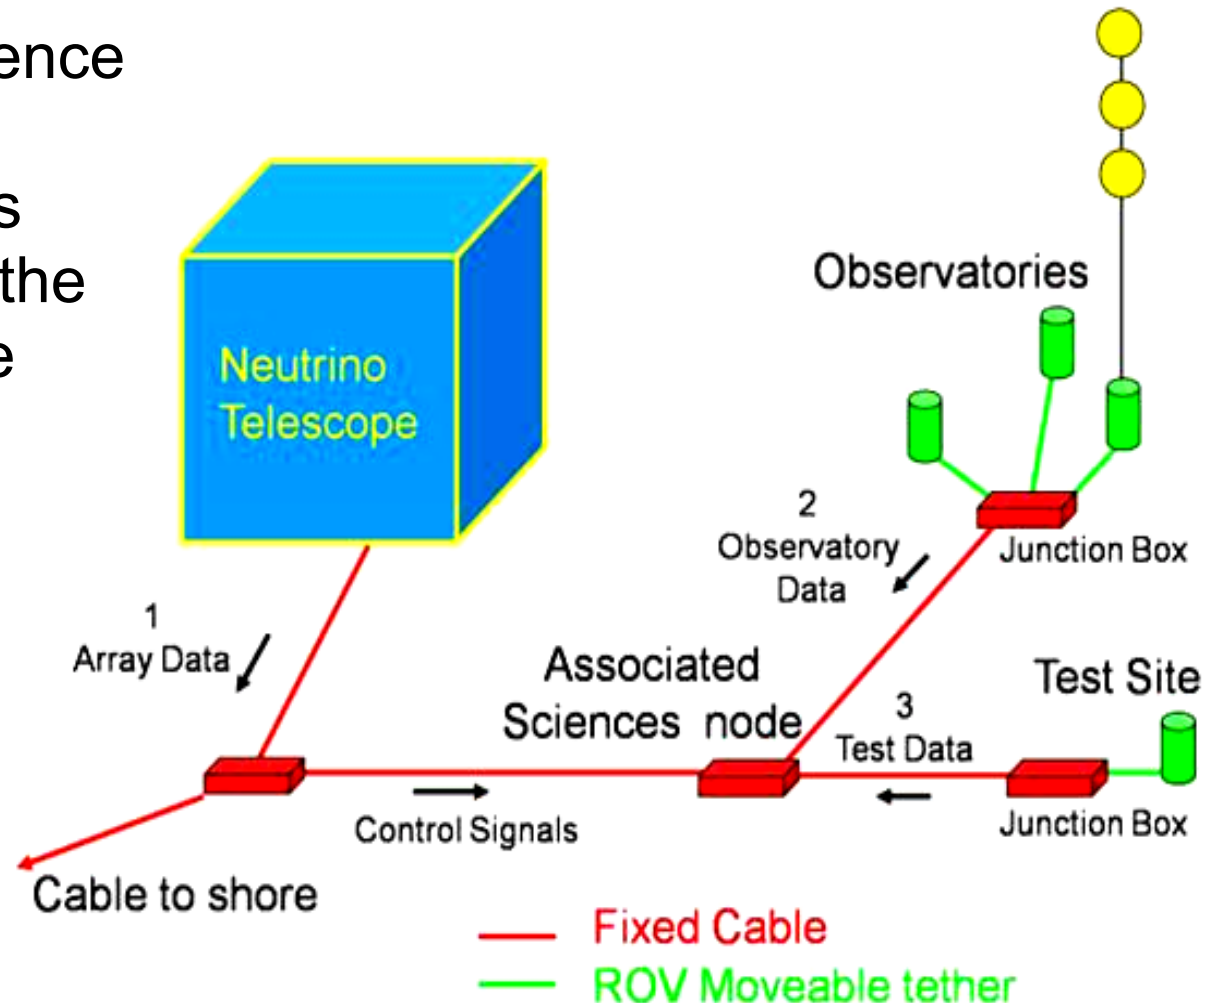 ence
s
the
e
Observatories
Neutrino
Telescope
2
Observatory
Data
Junction Box
1
Array Data
Associated
Sciences node
Test Site
3
Test Data
Control Signals
Junction Box
Cable to shore
Fixed Cable
ROV Moveable tether